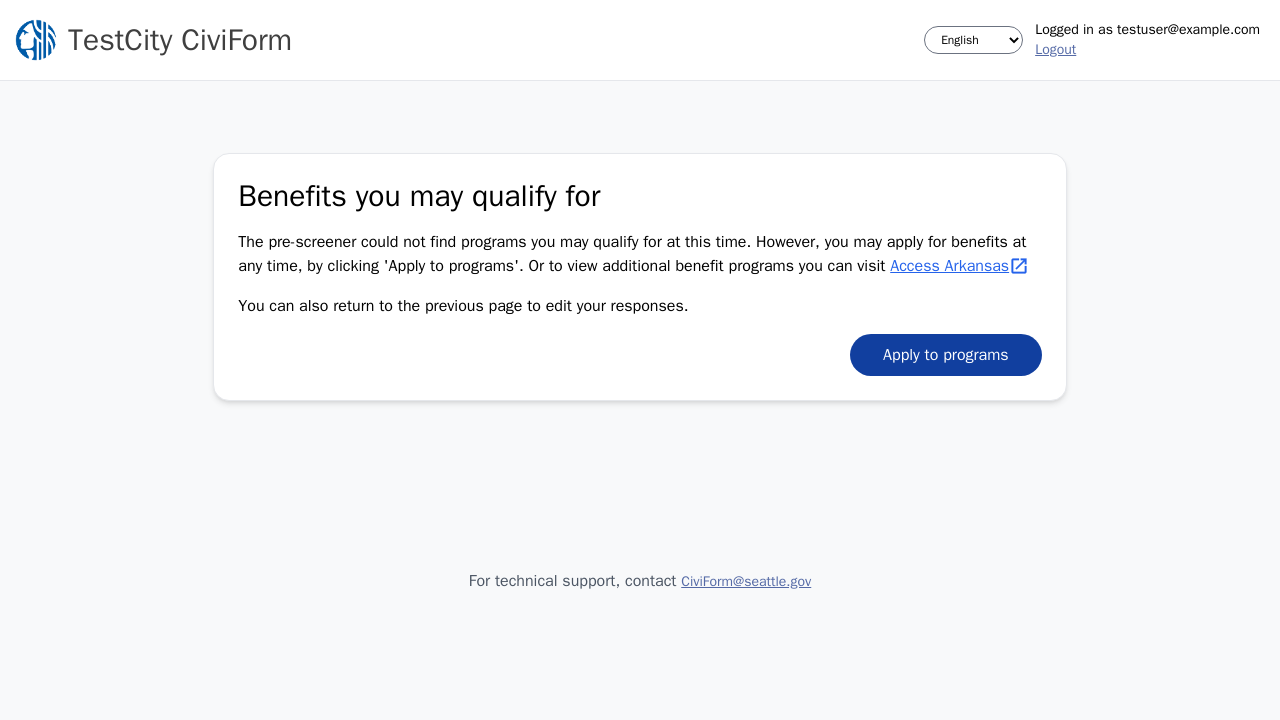 TestCity CiviForm
English
Logged in as testuser@example.com
Logout
Benefits you may qualify for
The pre-screener could not find programs you may qualify for at this time. However, you may apply for benefits at
any time, by clicking 'Apply to programs'. Or to view additional benefit programs you can visit Access Arkansas
You can also return to the previous page to edit your responses.
Apply to programs
For technical support, contact CiviForm@seattle.gov